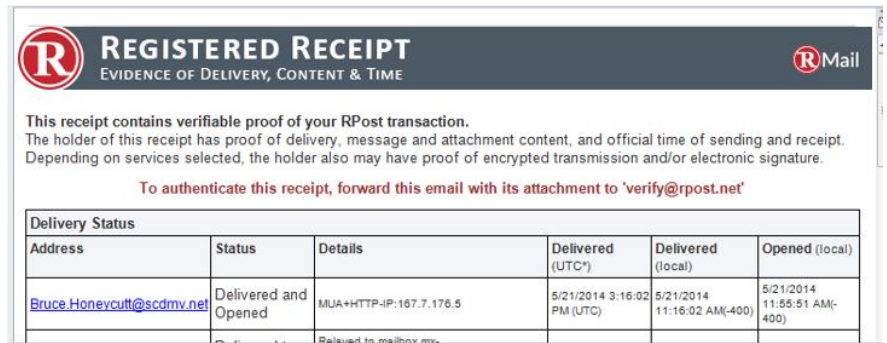 R REGISTERED RECEIPT
EVIDENCE OF DELIVERY, CONTENT & TIME
RMail
This receipt contains verifiable proof of your RPost transaction.
The holder of this receipt has proof of delivery, message and attachment content, and official time of sending and receipt.
Depending on services selected, the holder also may have proof of encrypted transmission and/or electronic signature.
To authenticate this receipt, forward this email with its attachment to 'verify@rpost.net'
Delivery Status
Address Status Details Delivered (UTC*) Delivered (local) Opened (local)
Bruce.Honeycutt@scdmv.net Delivered and Opened MUA+HTTP-IP:167.7.176.5 5/21/2014 3:16:02 PM (UTC) 5/21/2014 11:16:02 AM(-400) 5/21/2014 11:55:51 AM(-400)
Relayed to mailbox mx-